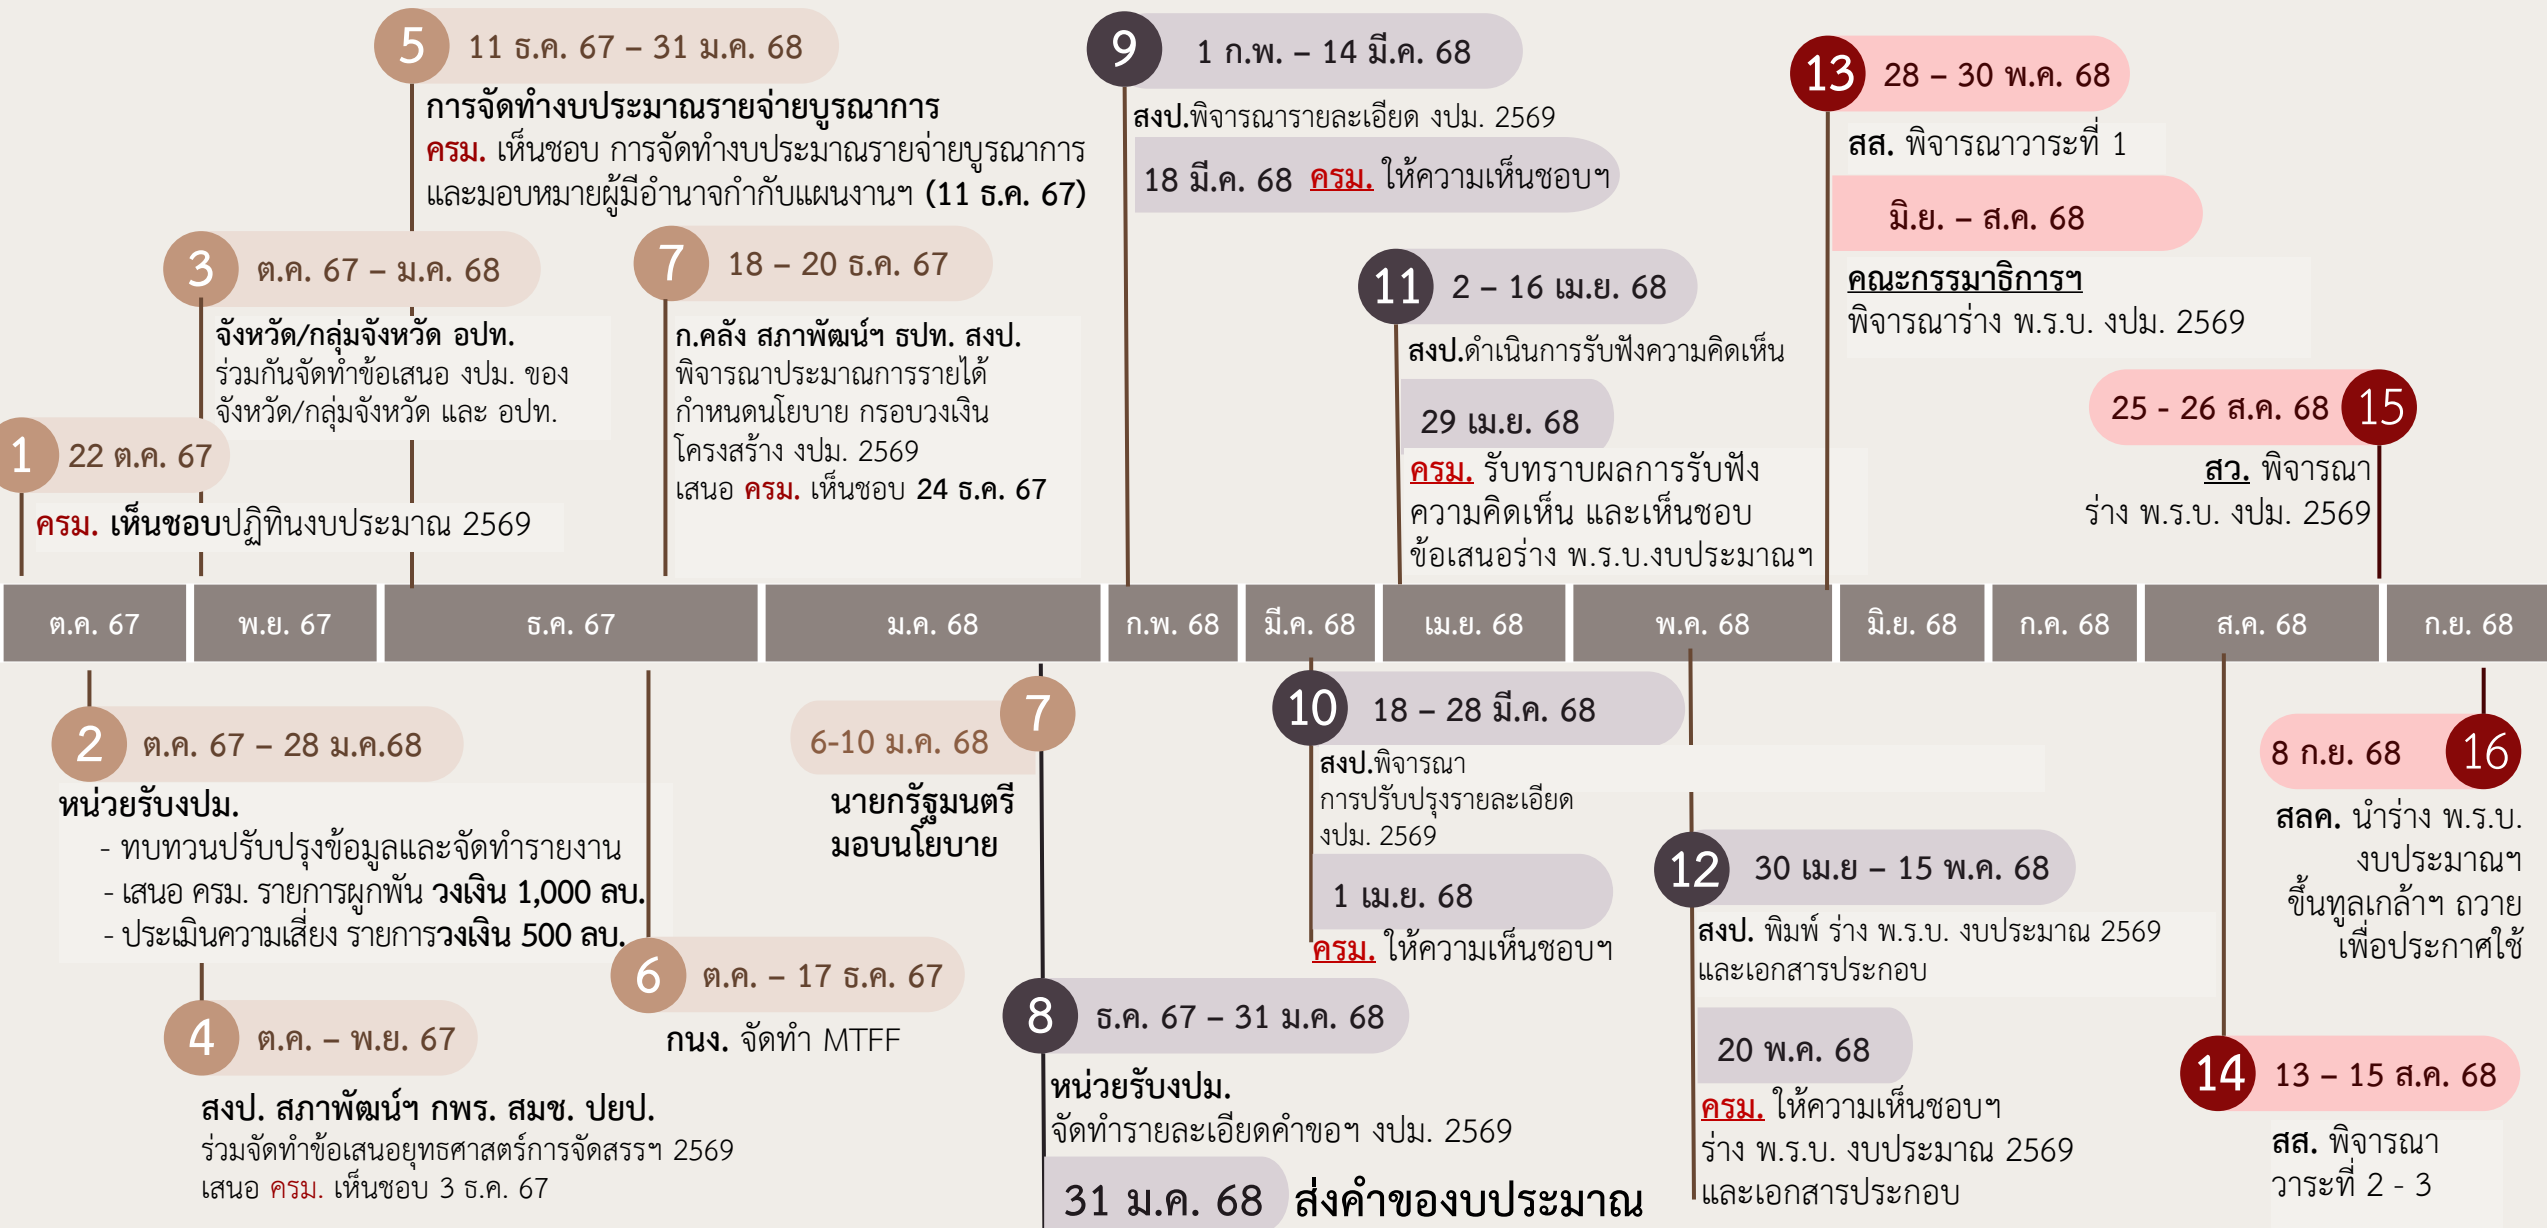 1
22 ต.ค. 67
ครม. เห็นชอบปฏิทินงบประมาณ 2569
3
ต.ค. 67 – ม.ค. 68
จังหวัด/กลุ่มจังหวัด อปท.
ร่วมกันจัดทำข้อเสนอ งปม. ของ
จังหวัด/กลุ่มจังหวัด และ อปท.
5
11 ธ.ค. 67 – 31 ม.ค. 68
การจัดทำงบประมาณรายจ่ายบูรณาการ
ครม. เห็นชอบ การจัดทำงบประมาณรายจ่ายบูรณาการ
และมอบหมายผู้มีอำนาจกำกับแผนงานฯ (11 ธ.ค. 67)
7
18 – 20 ธ.ค. 67
ก.คลัง สภาพัฒน์ฯ ธปท. สงป.
พิจารณาประมาณการรายได้
กำหนดนโยบาย กรอบวงเงิน
โครงสร้าง งปม. 2569
เสนอ ครม. เห็นชอบ 24 ธ.ค. 67
9
1 ก.พ. – 14 มี.ค. 68
สงป.พิจารณารายละเอียด งปม. 2569
18 มี.ค. 68 ครม. ให้ความเห็นชอบฯ
11
2 – 16 เม.ย. 68
สงป.ดำเนินการรับฟังความคิดเห็น
29 เม.ย. 68
ครม. รับทราบผลการรับฟัง
ความคิดเห็น และเห็นชอบ
ข้อเสนอร่าง พ.ร.บ.งบประมาณฯ
13
28 – 30 พ.ค. 68
สส. พิจารณาวาระที่ 1
มิ.ย. – ส.ค. 68
คณะกรรมาธิการฯ
พิจารณาร่าง พ.ร.บ. งปม. 2569
25 - 26 ส.ค. 68
15
สว. พิจารณา
ร่าง พ.ร.บ. งปม. 2569
ต.ค. 67 พ.ย. 67 ธ.ค. 67 ม.ค. 68 ก.พ. 68 มี.ค. 68 เม.ย. 68 พ.ค. 68 มิ.ย. 68 ก.ค. 68 ส.ค. 68 ก.ย. 68
2
ต.ค. 67 – 28 ม.ค.68
หน่วยรับงปม.
- ทบทวนปรับปรุงข้อมูลและจัดทำรายงาน
- เสนอ ครม. รายการผูกพัน วงเงิน 1,000 ลบ.
- ประเมินความเสี่ยง รายการวงเงิน 500 ลบ.
4
ต.ค. – พ.ย. 67
สงป. สภาพัฒน์ฯ กพร. สมช. ปยป.
ร่วมจัดทำข้อเสนอยุทธศาสตร์การจัดสรรฯ 2569
เสนอ ครม. เห็นชอบ 3 ธ.ค. 67
6
ต.ค. – 17 ธ.ค. 67
กนง. จัดทำ MTFF
6-10 ม.ค. 68
7
นายกรัฐมนตรี
มอบนโยบาย
8
ธ.ค. 67 – 31 ม.ค. 68
หน่วยรับงปม.
จัดทำรายละเอียดคำขอฯ งปม. 2569
31 ม.ค. 68 ส่งคำของบประมาณ
10
18 – 28 มี.ค. 68
สงป.พิจารณา
การปรับปรุงรายละเอียด
งปม. 2569
1 เม.ย. 68
ครม. ให้ความเห็นชอบฯ
12
30 เม.ย – 15 พ.ค. 68
สงป. พิมพ์ ร่าง พ.ร.บ. งบประมาณ 2569
และเอกสารประกอบ
20 พ.ค. 68
ครม. ให้ความเห็นชอบฯ
ร่าง พ.ร.บ. งบประมาณ 2569
และเอกสารประกอบ
14
13 – 15 ส.ค. 68
สส. พิจารณา
วาระที่ 2 - 3
8 ก.ย. 68
16
สลค. นำร่าง พ.ร.บ.
งบประมาณฯ
ขึ้นทูลเกล้าฯ ถวาย
เพื่อประกาศใช้